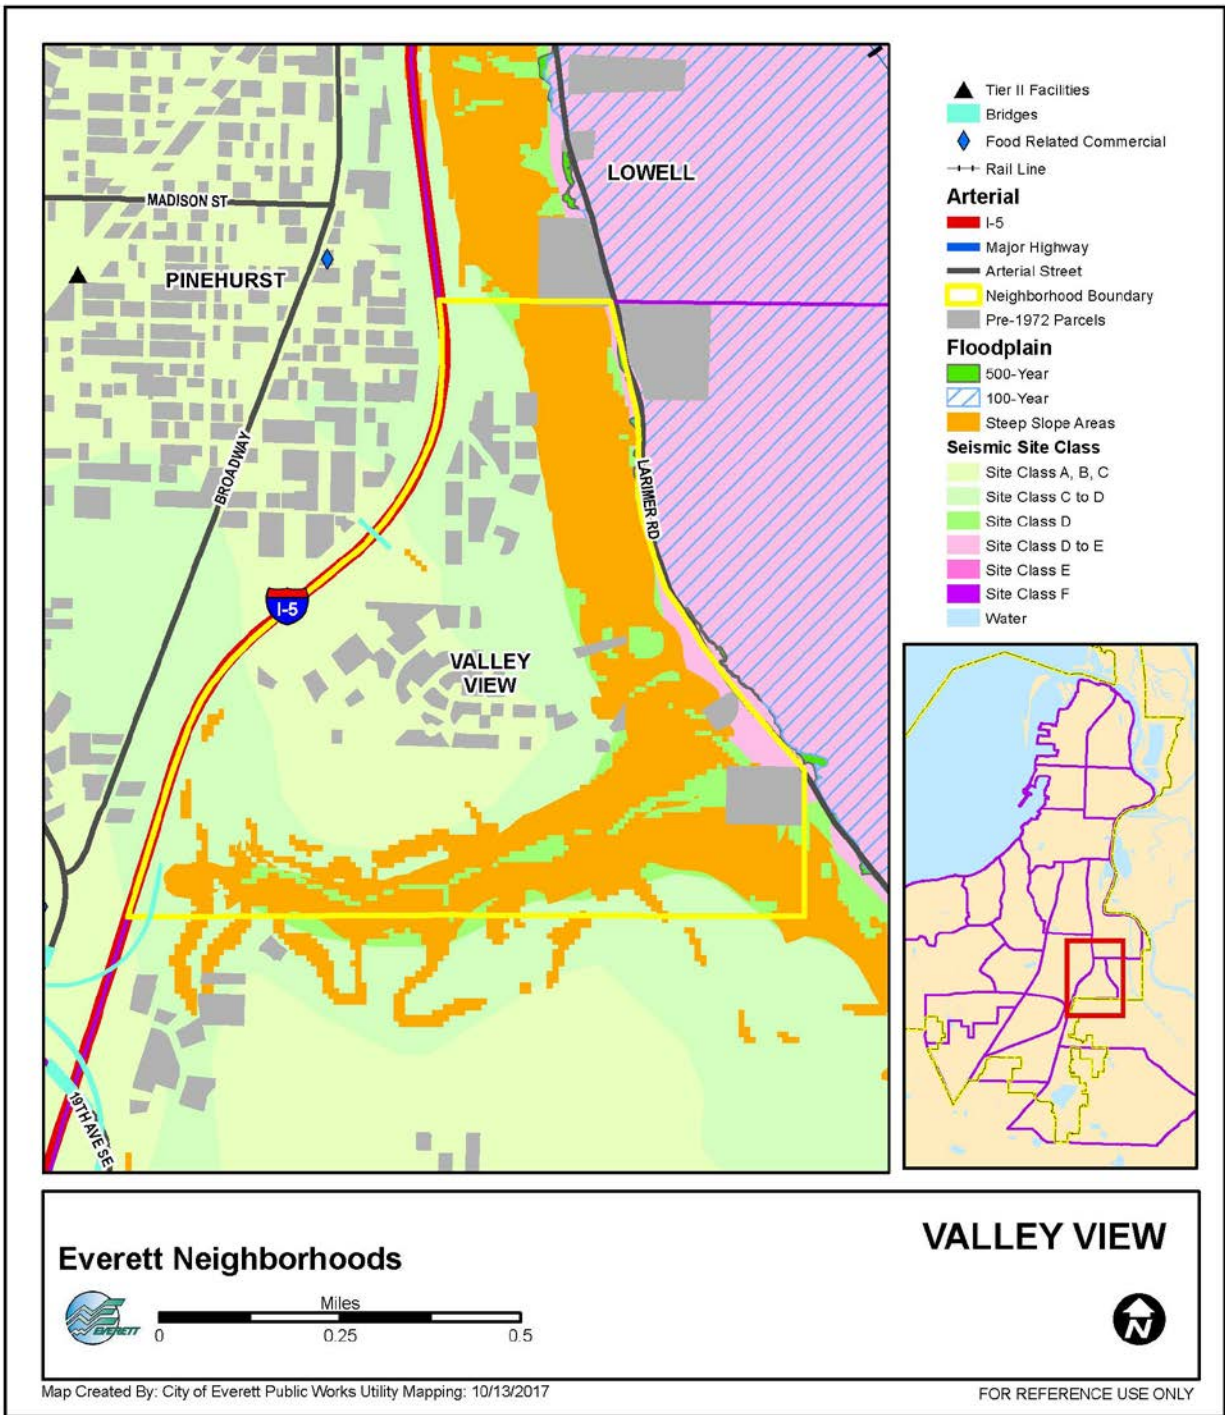 LOWELL
MADISON ST
PINEHURST
BROADWAY
LARIMER RD
I-5
VALLEY
VIEW
19TH AVE SE
Tier II Facilities
Bridges
Food Related Commercial
Rail Line
Arterial
I-5
Major Highway
Arterial Street
Neighborhood Boundary
Pre-1972 Parcels
Floodplain
500-Year
100-Year
Steep Slope Areas
Seismic Site Class
Site Class A, B, C
Site Class C to D
Site Class D
Site Class D to E
Site Class E
Site Class F
Water
Everett Neighborhoods
VALLEY VIEW
EVERETT
Miles
0 0.25 0.5
N
Map Created By: City of Everett Public Works Utility Mapping: 10/13/2017
FOR REFERENCE USE ONLY